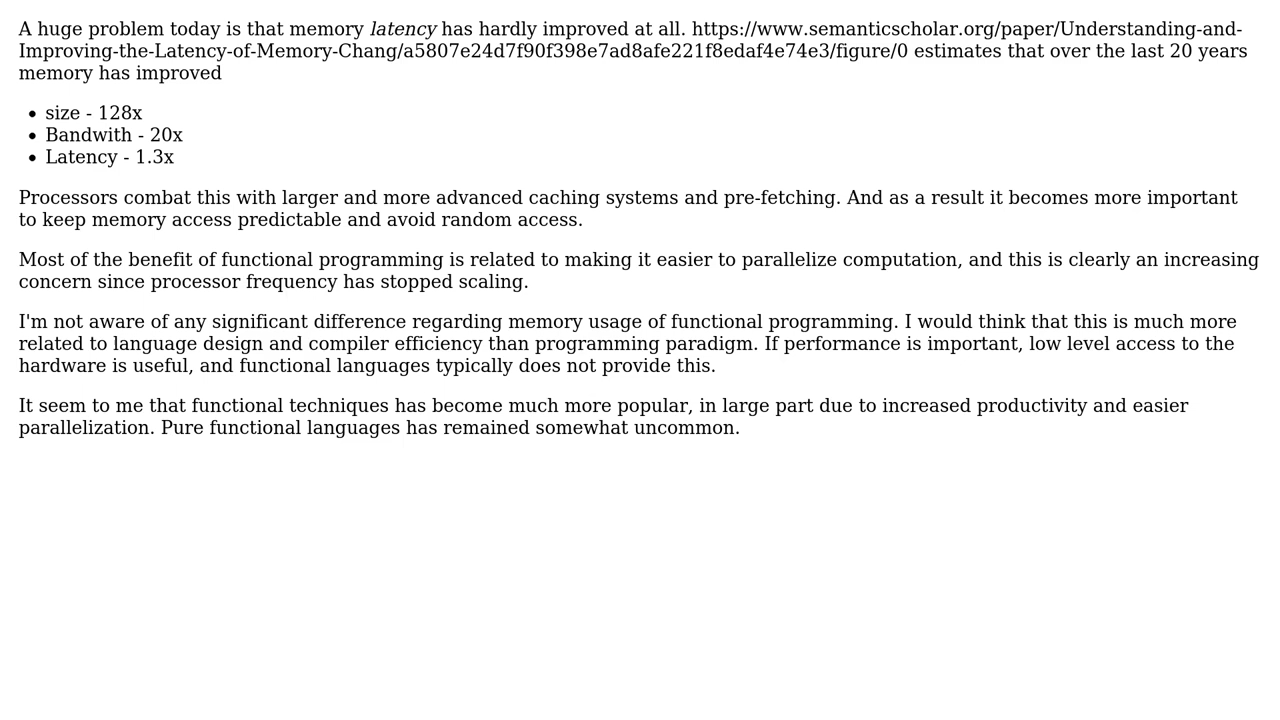 A huge problem today is that memory latency has hardly improved at all. https://www.semanticscholar.org/paper/Understanding-and-
Improving-the-Latency-of-Memory-Chang/a5807e24d7f90f398e7ad8afe221f8edaf4e74e3/figure/0 estimates that over the last 20 years
memory has improved
• size - 128x
• Bandwith - 20x
• Latency - 1.3x
Processors combat this with larger and more advanced caching systems and pre-fetching. And as a result it becomes more important
to keep memory access predictable and avoid random access.
Most of the benefit of functional programming is related to making it easier to parallelize computation, and this is clearly an increasing
concern since processor frequency has stopped scaling.
I'm not aware of any significant difference regarding memory usage of functional programming. I would think that this is much more
related to language design and compiler efficiency than programming paradigm. If performance is important, low level access to the
hardware is useful, and functional languages typically does not provide this.
It seem to me that functional techniques has become much more popular, in large part due to increased productivity and easier
parallelization. Pure functional languages has remained somewhat uncommon.